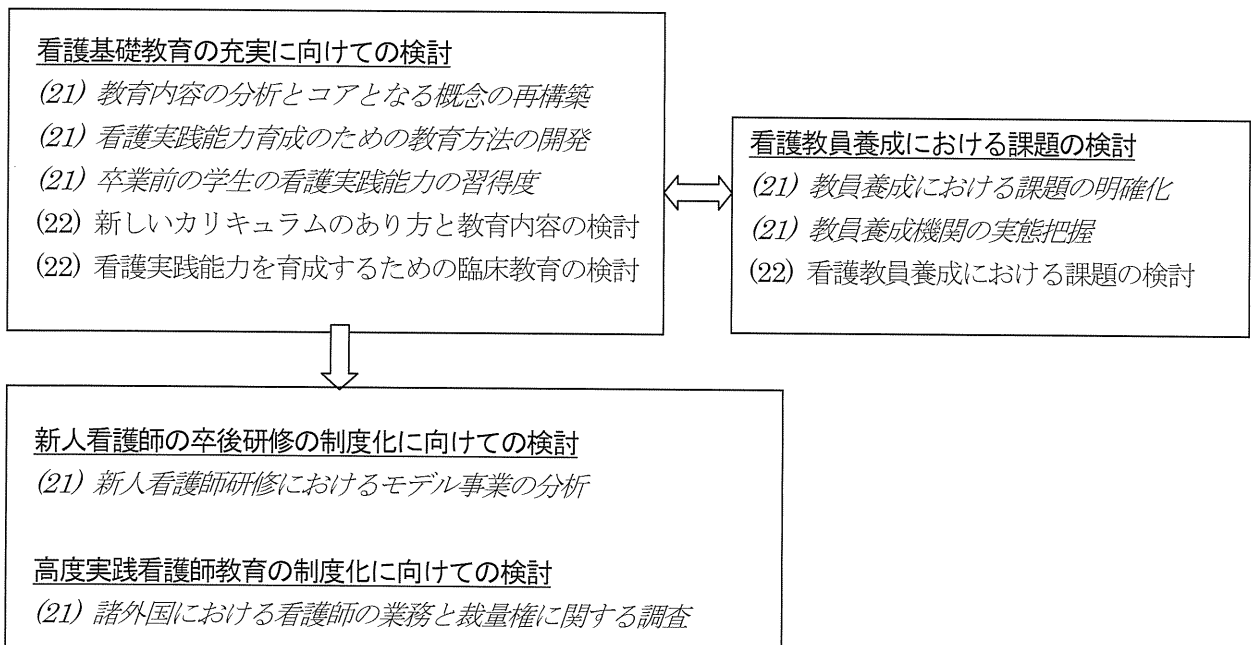 看護基礎教育の充実に向けての検討
(21) 教育内容の分析とコアとなる概念の再構築
(21) 看護実践能力育成のための教育方法の開発
(21) 卒業前の学生の看護実践能力の習得度
(22) 新しいカリキュラムのあり方と教育内容の検討
(22) 看護実践能力を育成するための臨床教育の検討
看護教員養成における課題の検討
(21) 教員養成における課題の明確化
(21) 教員養成機関の実態把握
(22) 看護教員養成における課題の検討
新人看護師の卒後研修の制度化に向けての検討
(21) 新人看護師研修におけるモデル事業の分析
高度実践看護師教育の制度化に向けての検討
(21) 諸外国における看護師の業務と裁量権に関する調査